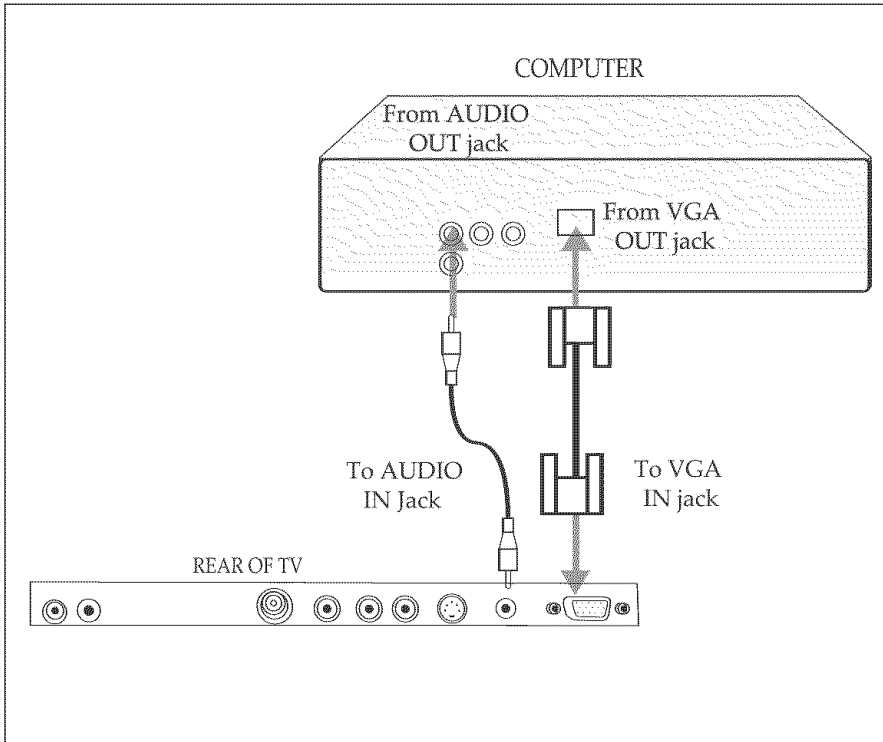 COMPUTER
From AUDIO
OUT jack
From VGA
OUT jack
To AUDIO
IN Jack
To VGA
IN jack
REAR OF TV